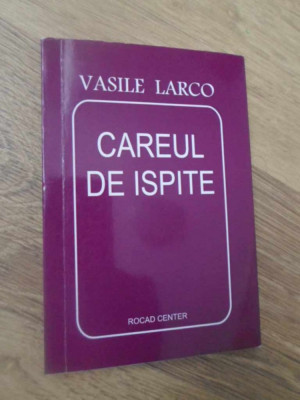 VASILE LARCO
CAREUL
DE ISPITE
ROCAD CENTER